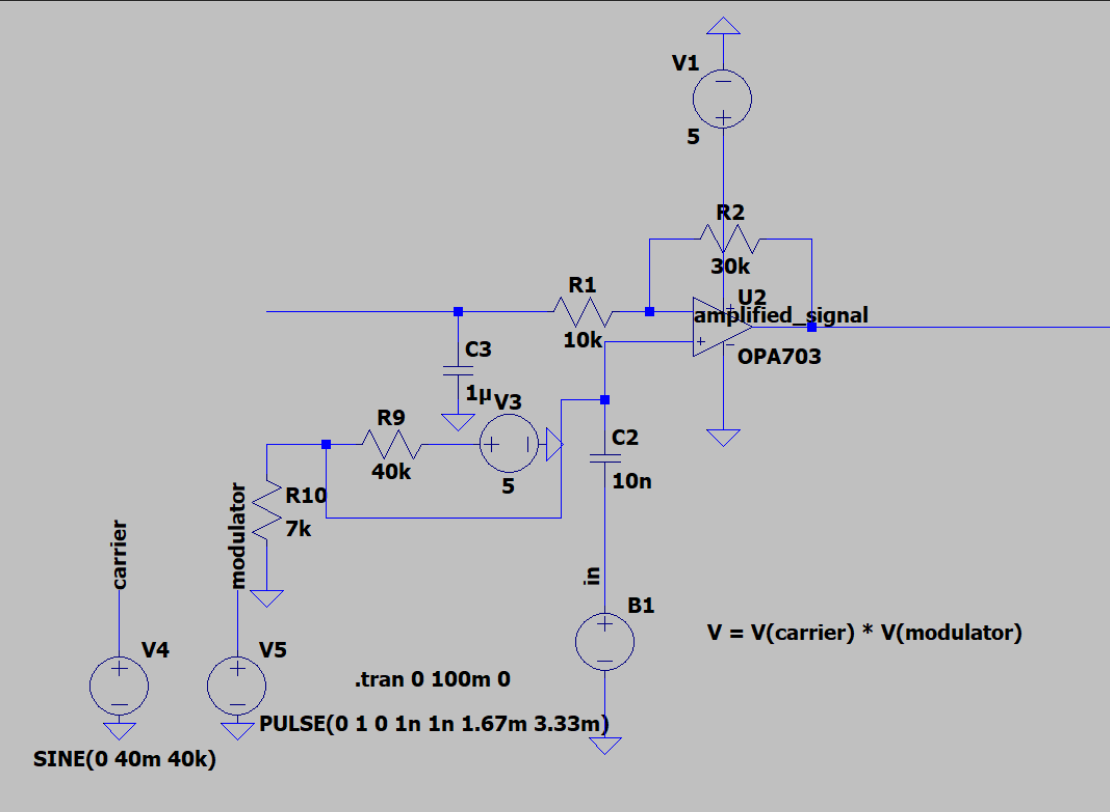 V1
5
R2
30k
R1
10k
U2
amplified_signal
OPA703
C3
1µ
V3
5
R9
40k
C2
10n
R10
7k
carrier
modulator
in
B1
V = V(carrier) * V(modulator)
V4
V5
.tran 0 100m 0
PULSE(0 1 0 1n 1n 1.67m 3.33m)
SINE(0 40m 40k)